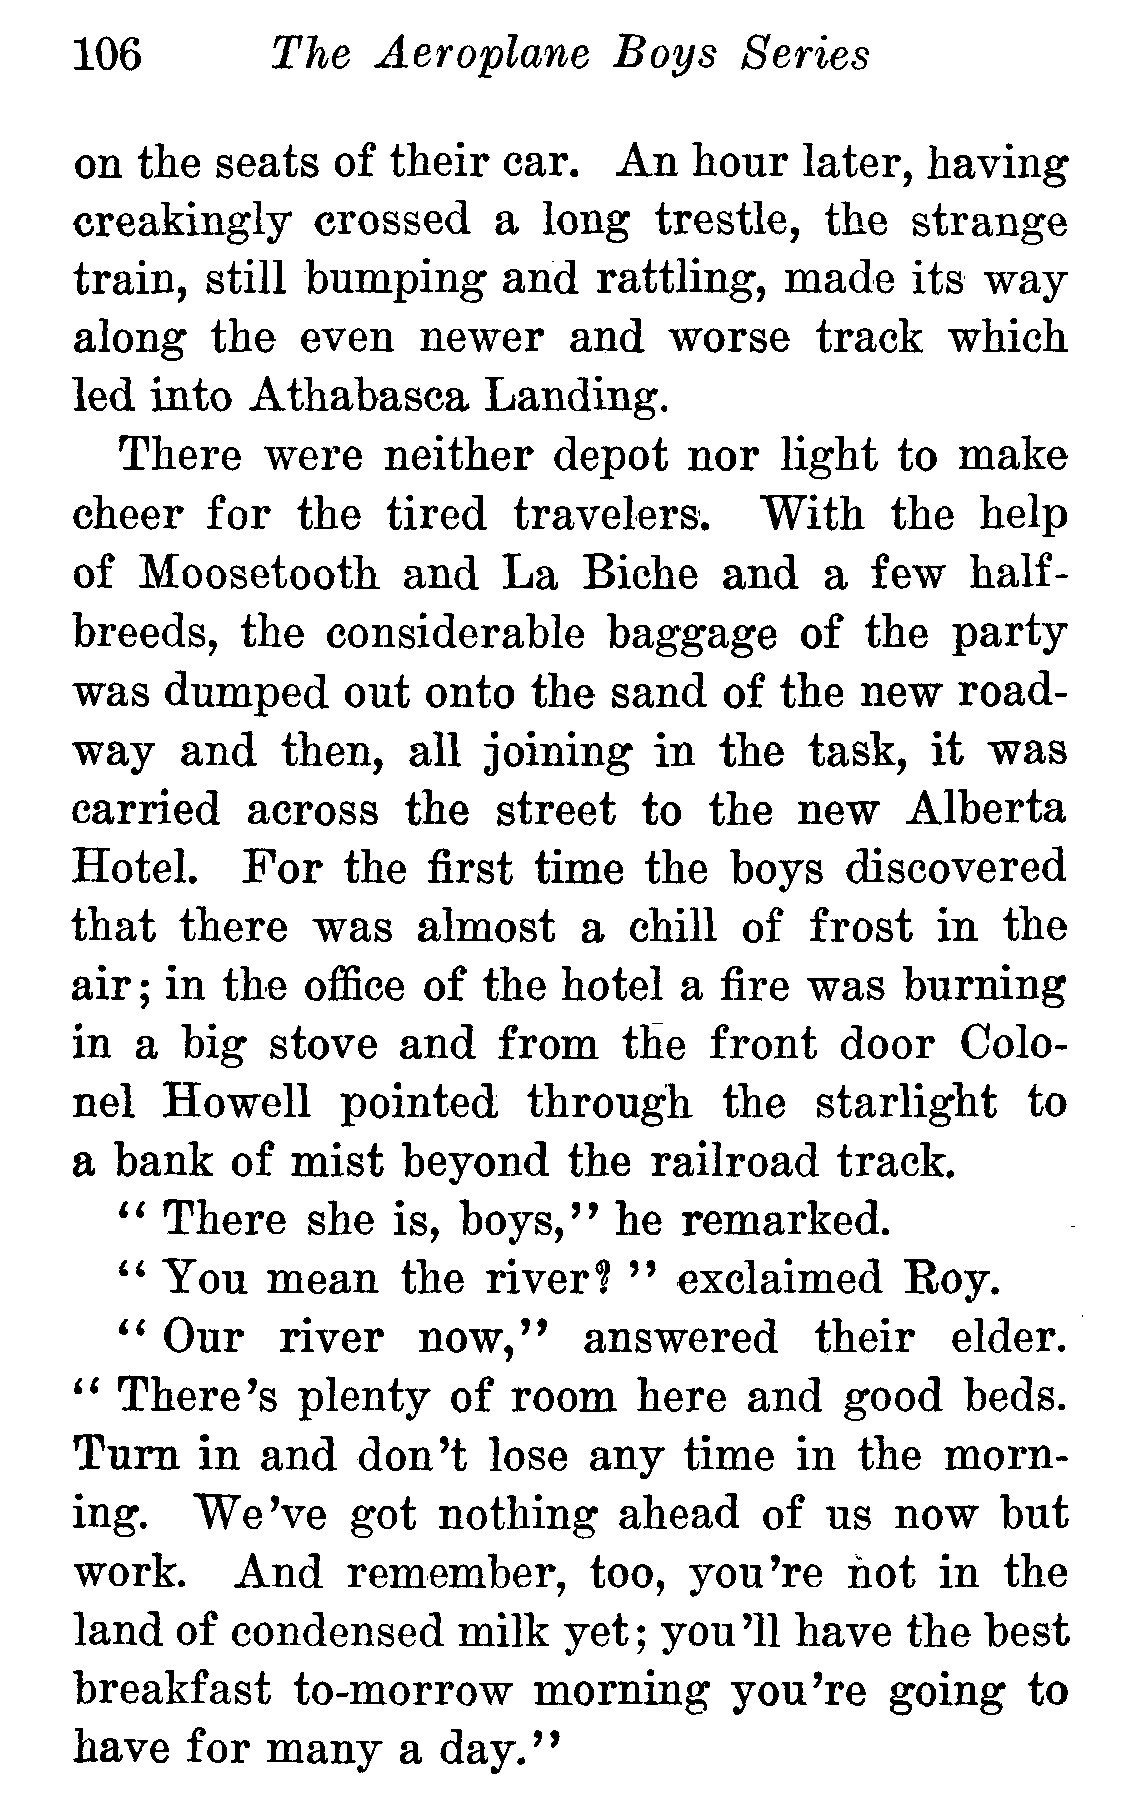 106 The Aeroplane Boys Series
on the seats of their car. An hour later, having
creakingly crossed a long trestle, the strange
train, still bumping and rattling, made its way
along the even newer and worse track which
led into Athabasca Landing.
There were neither depot nor light to make
cheer for the tired travelers. With the help
of Moosetooth and La Biche and a few half-
breeds, the considerable baggage of the party
was dumped out onto the sand of the new road-
way and then, all joining in the task, it was
carried across the street to the new Alberta
Hotel. For the first time the boys discovered
that there was almost a chill of frost in the
air; in the office of the hotel a fire was burning
in a big stove and from the front door Colo-
nel Howell pointed through the starlight to
a bank of mist beyond the railroad track.
“ There she is, boys,” he remarked.
“ You mean the river? ” exclaimed Roy.
“ Our river now,” answered their elder.
“ There's plenty of room here and good beds.
Turn in and don't lose any time in the morn-
ing. We've got nothing ahead of us now but
work. And remember, too, you're not in the
land of condensed milk yet; you'll have the best
breakfast to-morrow morning you're going to
have for many a day.”